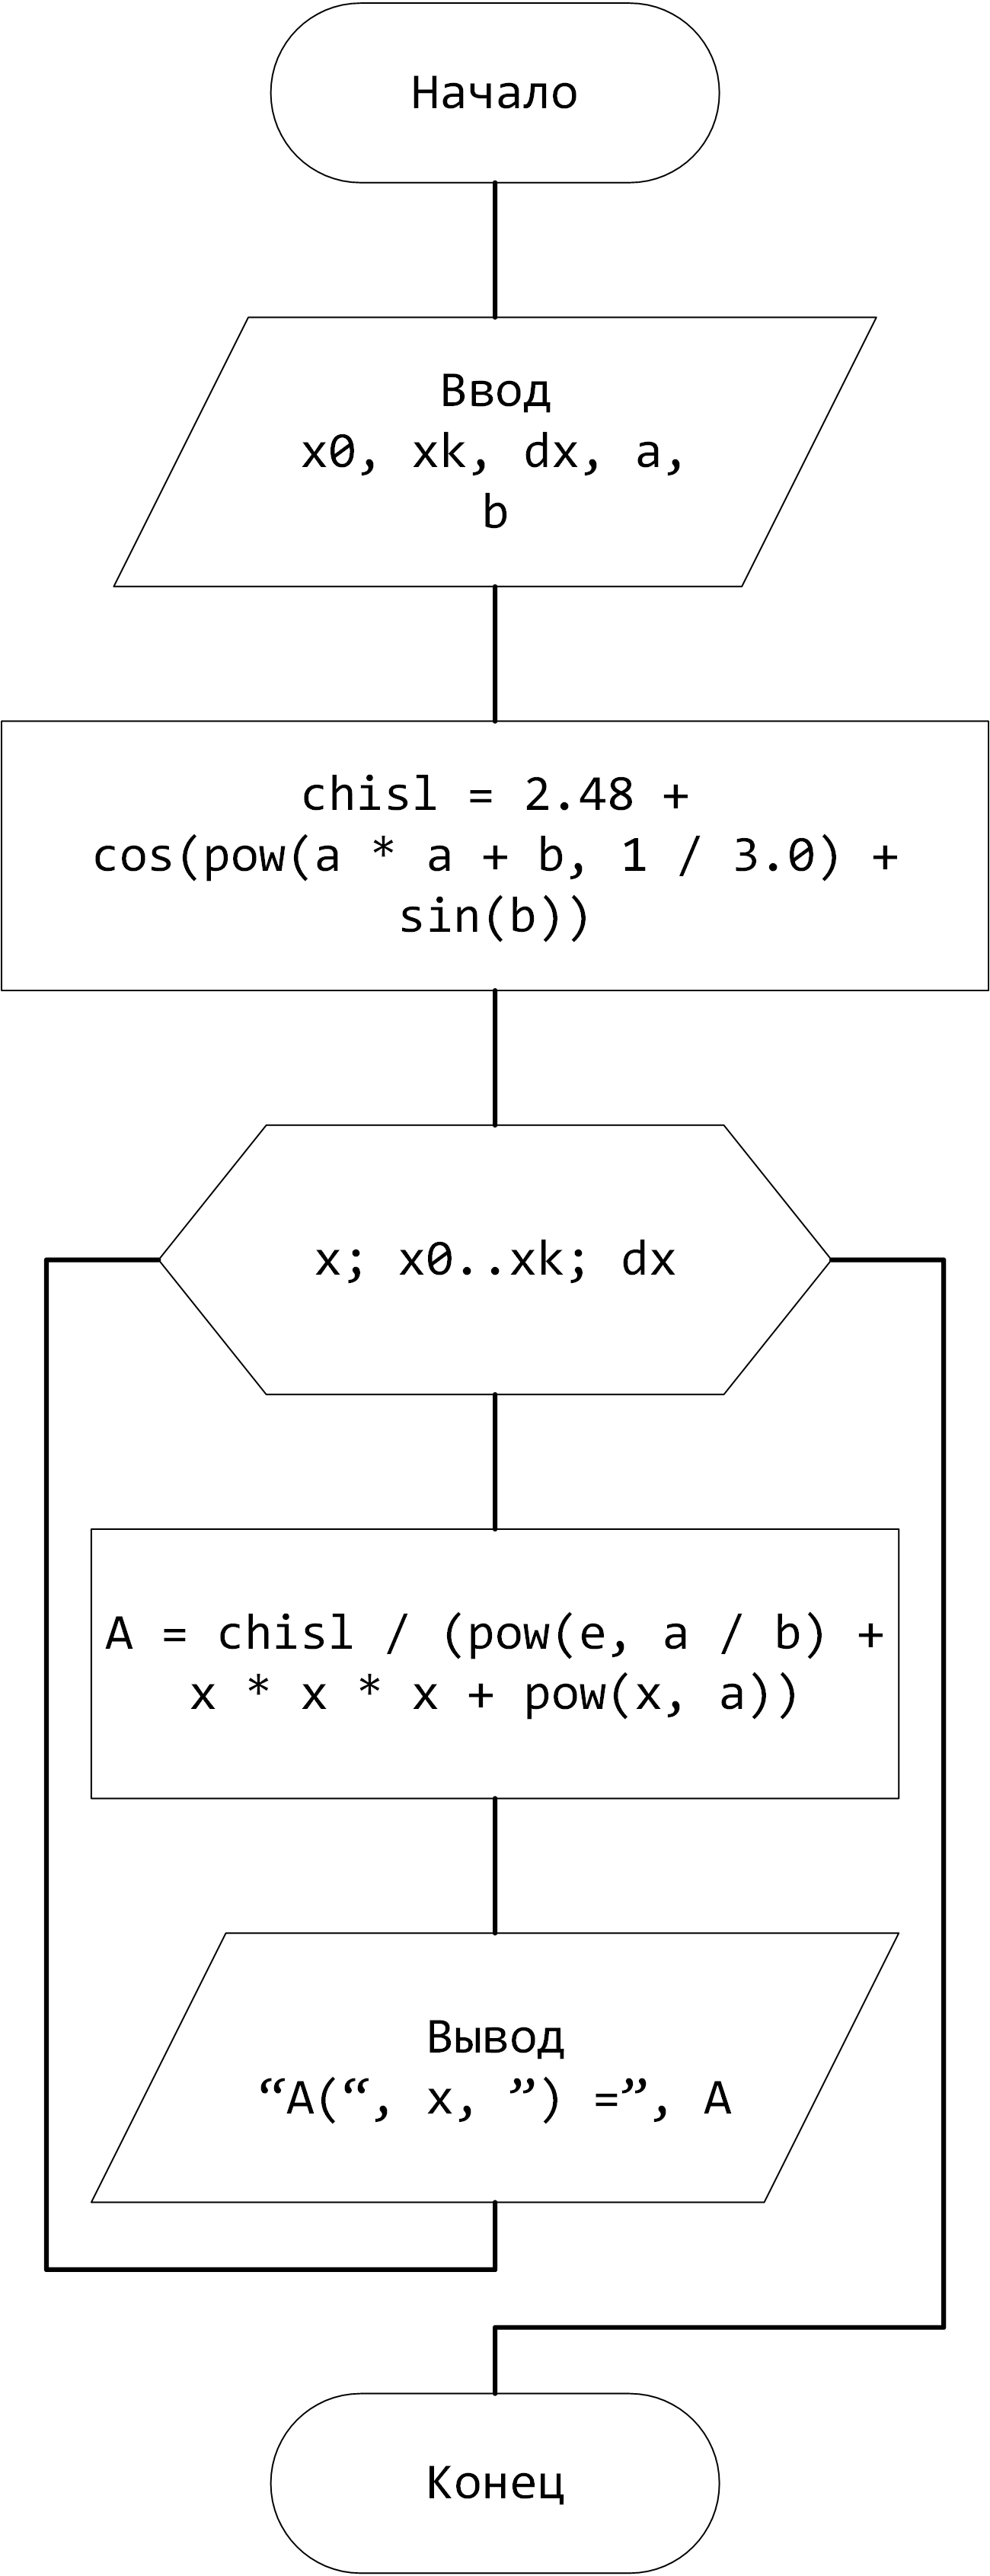 Начало
Ввод
x0, xk, dx, a,
b
chisl = 2.48 +
cos(pow(a * a + b, 1 / 3.0) +
sin(b))
x; x0..xk; dx
A = chisl / (pow(e, a / b) +
x * x * x + pow(x, a))
Вывод
“A(“, x, ”) =”, A
Конец